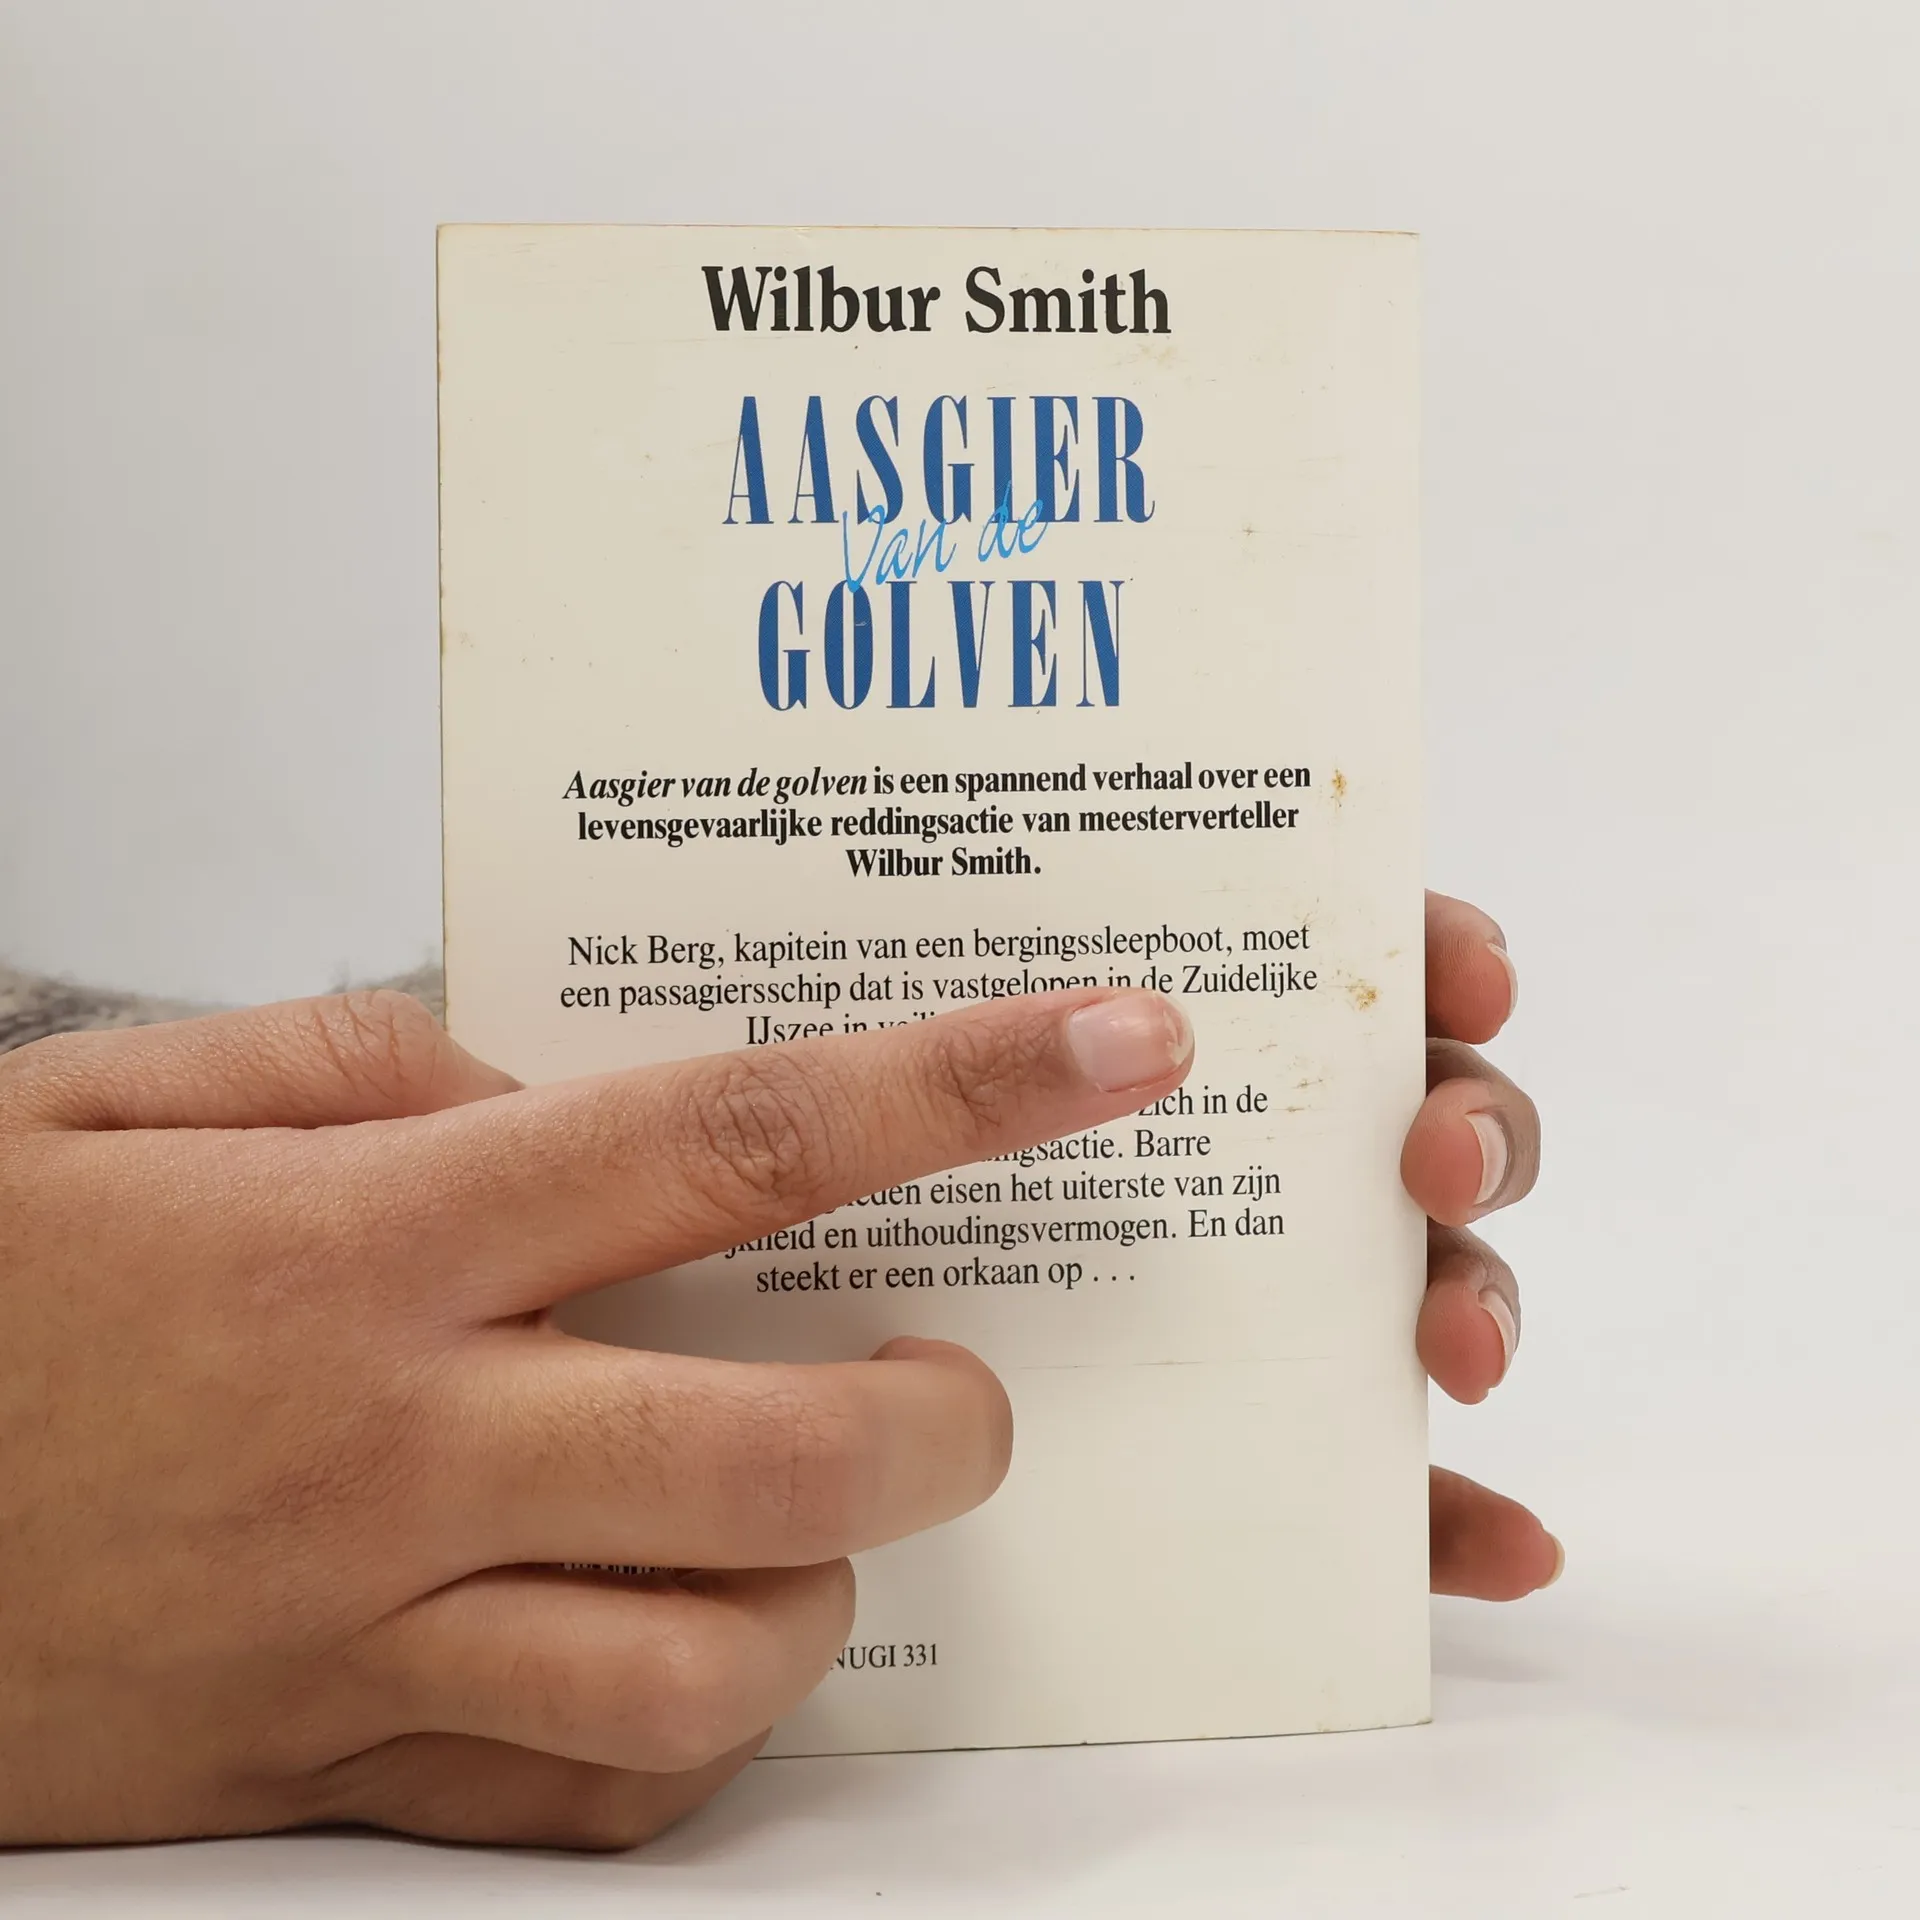 Wilbur Smith
AASGIER
Van de
GOLVEN
Aasgier van de golven is een spannend verhaal over een
levensgevaarlijke reddingsactie van meesterverteller
Wilbur Smith.
Nick Berg, kapitein van een bergingssleepboot, moet
een passagiersschip dat is vastgelopen in de Zuidelijke
IJszee in
zich in de
Barre
eisen het uiterste van zijn
en uithoudingsvermogen. En dan
steekt er een orkaan op . . .
NUGI 331